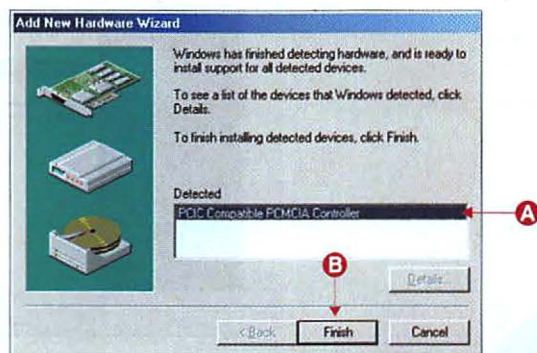 Add New Hardware Wizard
Windows has finished detecting hardware, and is ready to
install support for all detected devices.
To see a list of the devices that Windows detected, click
Details.
To finish installing detected devices, click Finish.
Detected
PCIC Compatible PCMCIA Controller
A
B
Details...
< Back
Finish
Cancel